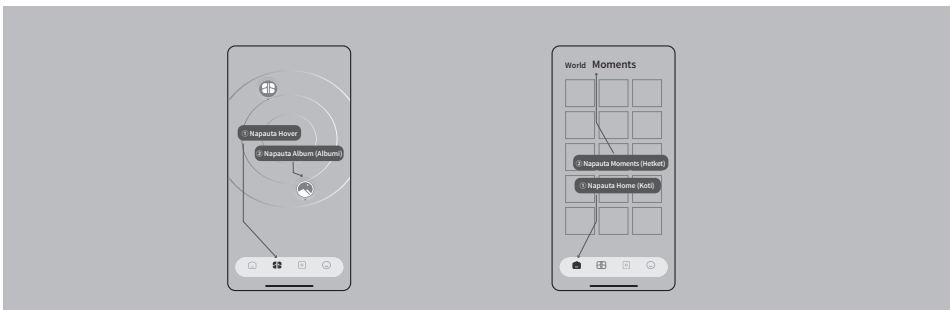 ① Napauta Hover
② Napauta Album (Albumi)
World Moments
② Napauta Moments (Hetket)
① Napauta Home (Koti)